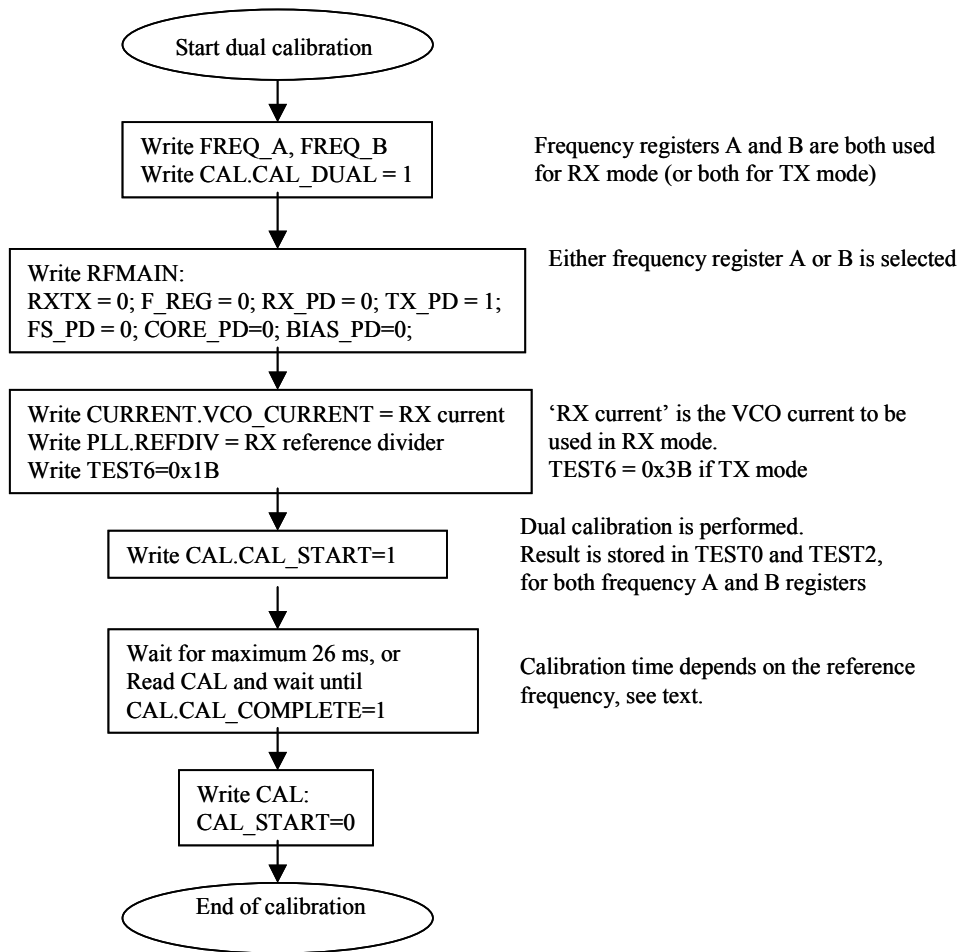 Start dual calibration
Write FREQ_A, FREQ_B
Write CAL.CAL_DUAL = 1
Frequency registers A and B are both used
for RX mode (or both for TX mode)
Write RFMAIN:
RXTX = 0; F_REG = 0; RX_PD = 0; TX_PD = 1;
FS_PD = 0; CORE_PD=0; BIAS_PD=0;
Either frequency register A or B is selected
Write CURRENT.VCO_CURRENT = RX current
Write PLL.REFDIV = RX reference divider
Write TEST6=0x1B
‘RX current’ is the VCO current to be
used in RX mode.
TEST6 = 0x3B if TX mode
Write CAL.CAL_START=1
Dual calibration is performed.
Result is stored in TEST0 and TEST2,
for both frequency A and B registers
Wait for maximum 26 ms, or
Read CAL and wait until
CAL.CAL_COMPLETE=1
Calibration time depends on the reference
frequency, see text.
Write CAL:
CAL_START=0
End of calibration